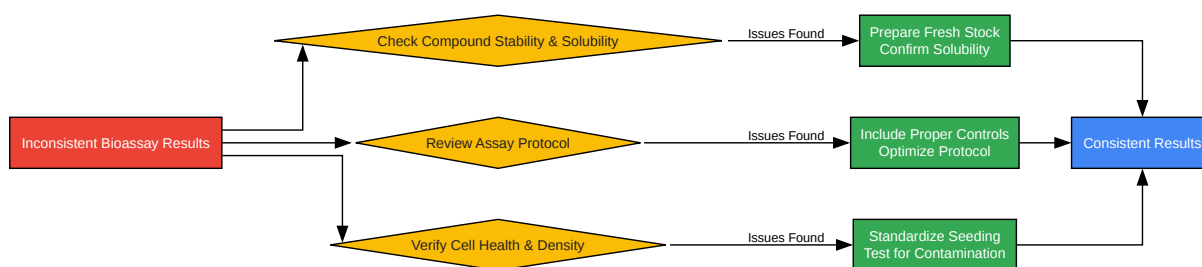 Check Compound Stability & Solubility
Issues Found
Prepare Fresh Stock
Confirm Solubility
Inconsistent Bioassay Results
Review Assay Protocol
Issues Found
Include Proper Controls
Optimize Protocol
Consistent Results
Verify Cell Health & Density
Issues Found
Standardize Seeding
Test for Contamination